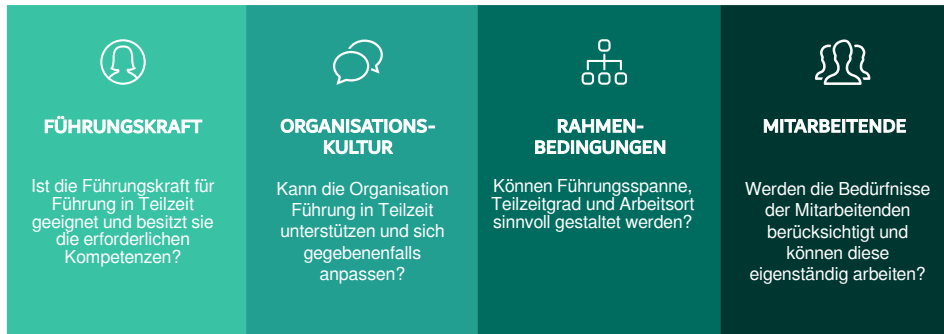 FÜHRUNGSKRAFT
Ist die Führungskraft für
Führung in Teilzeit
geeignet und besitzt sie
die erforderlichen
Kompetenzen?
ORGANISATIONS-
KULTUR
Kann die Organisation
Führung in Teilzeit
unterstützen und sich
gegebenenfalls
anpassen?
RAHMEN-
BEDINGUNGEN
Können Führungsspanne,
Teilzeitgrad und Arbeitsort
sinnvoll gestaltet werden?
MITARBEITENDE
Werden die Bedürfnisse
der Mitarbeitenden
berücksichtigt und
können diese
eigenständig arbeiten?